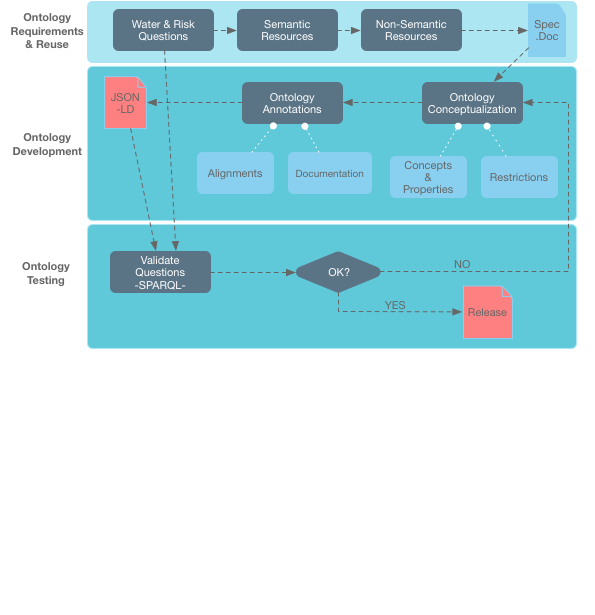 Ontology
Requirements
& Reuse
Water & Risk
Questions
Semantic
Resources
Non-Semantic
Resources
Spec
.Doc
Ontology
Development
JSON
-LD
Ontology
Annotations
Ontology
Conceptualization
Alignments
Documentation
Concepts
&
Properties
Restrictions
Ontology
Testing
Validate
Questions
-SPARQL-
OK?
NO
YES
Release